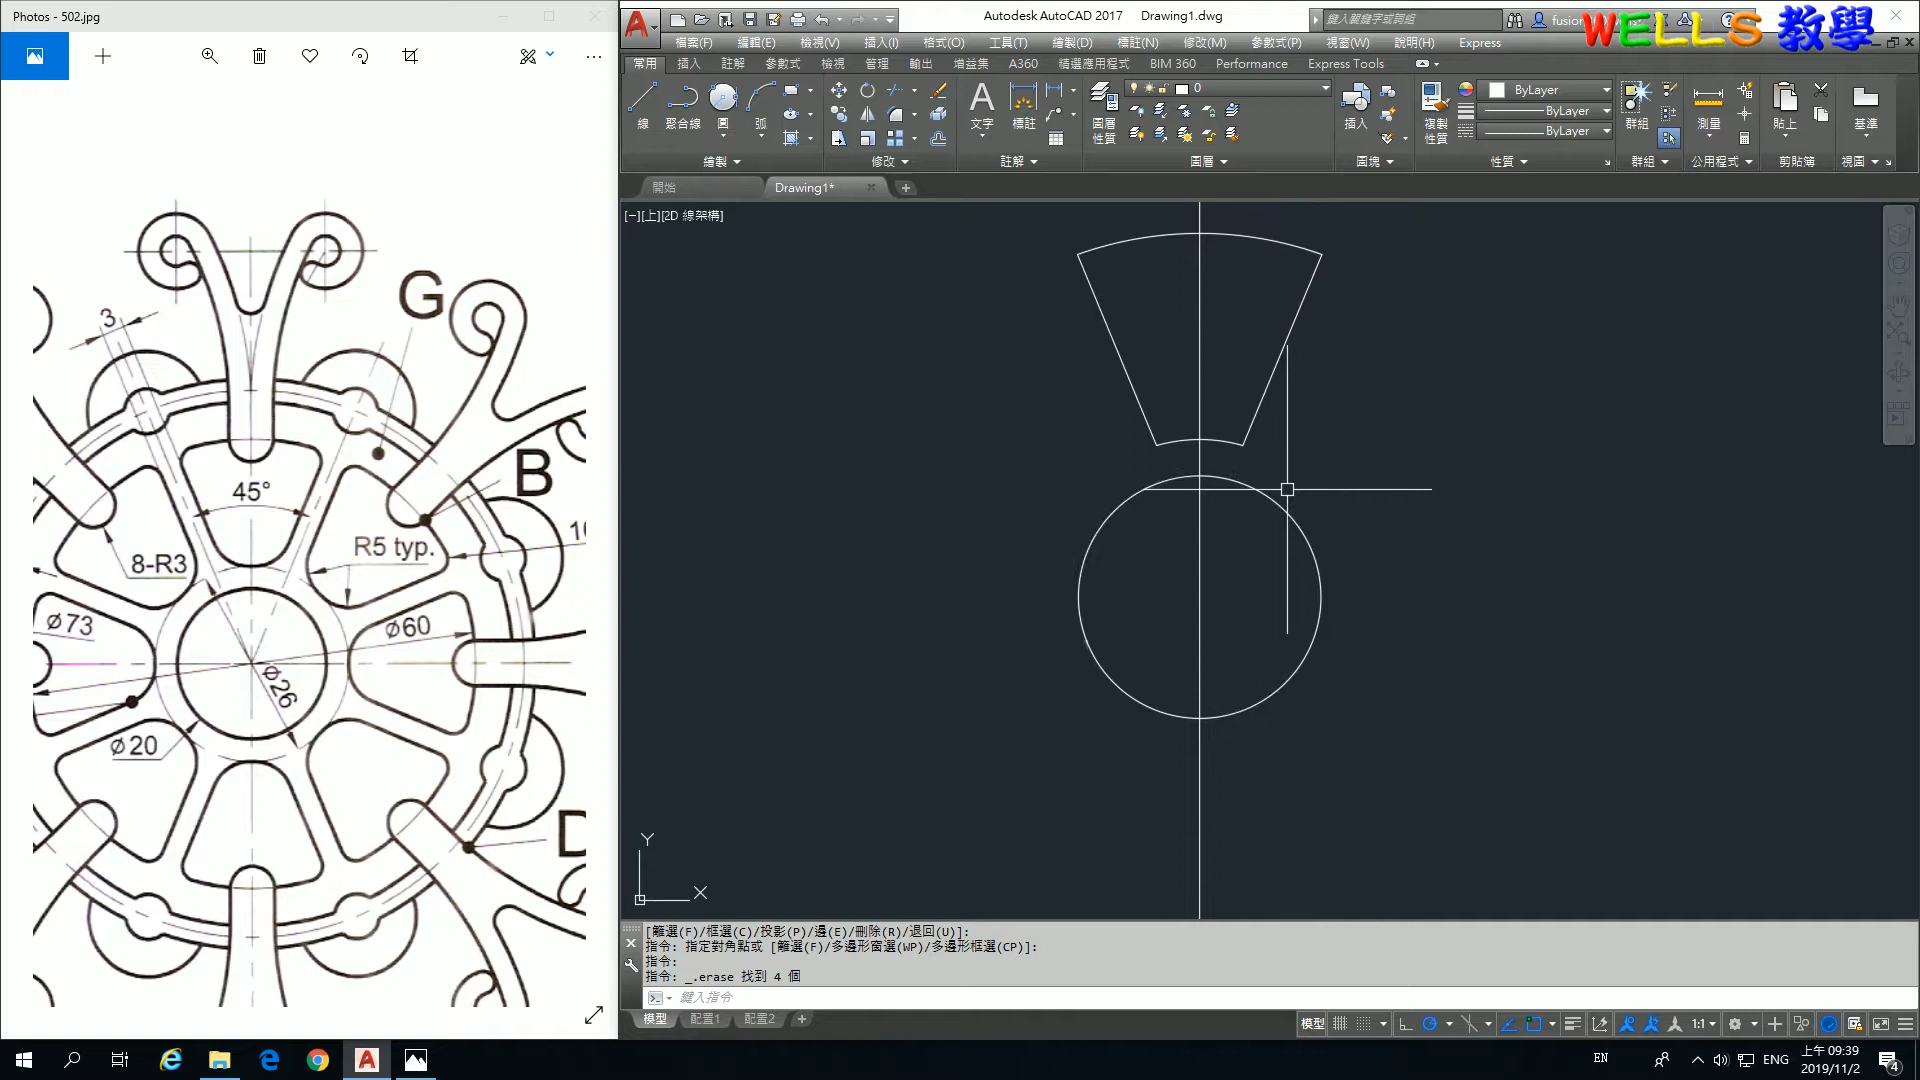 Photos - 502.jpg
3
G
B
45°
R5 typ.
8-R3
ø73
ø60
ø26
ø20
D
Autodesk AutoCAD 2017 Drawing1.dwg
鍵入關鍵字或詞組
fusion
WELLS 教學
檔案(F) 編輯(E) 檢視(V) 插入(I) 格式(O) 工具(T) 繪製(D) 標註(N) 修改(M) 參數式(P) 視窗(W) 說明(H) Express
常用 插入 註解 參數式 檢視 管理 輸出 增益集 A360 精選應用程式 BIM 360 Performance Express Tools
線 聚合線 圓 弧
文字 標註
圖層
性質
0
插入
複製
性質
ByLayer
ByLayer
ByLayer
群組
測量
貼上
基準
繪製 修改 註解 圖層 圖塊 性質 群組 公用程式 剪貼簿 視圖
開始 Drawing1*
[−][上][2D 線架構]
Y
X
[籬選(F)/框選(C)/投影(P)/邊(E)/刪除(R)/退回(U)]:
指令: 指定對角點或 [籬選(F)/多邊形窗選(WP)/多邊形框選(CP)]:
指令:
指令: _.erase 找到 4 個
鍵入指令
模型 配置1 配置2
模型 1:1
EN
ENG
上午 09:39
2019/11/2
4